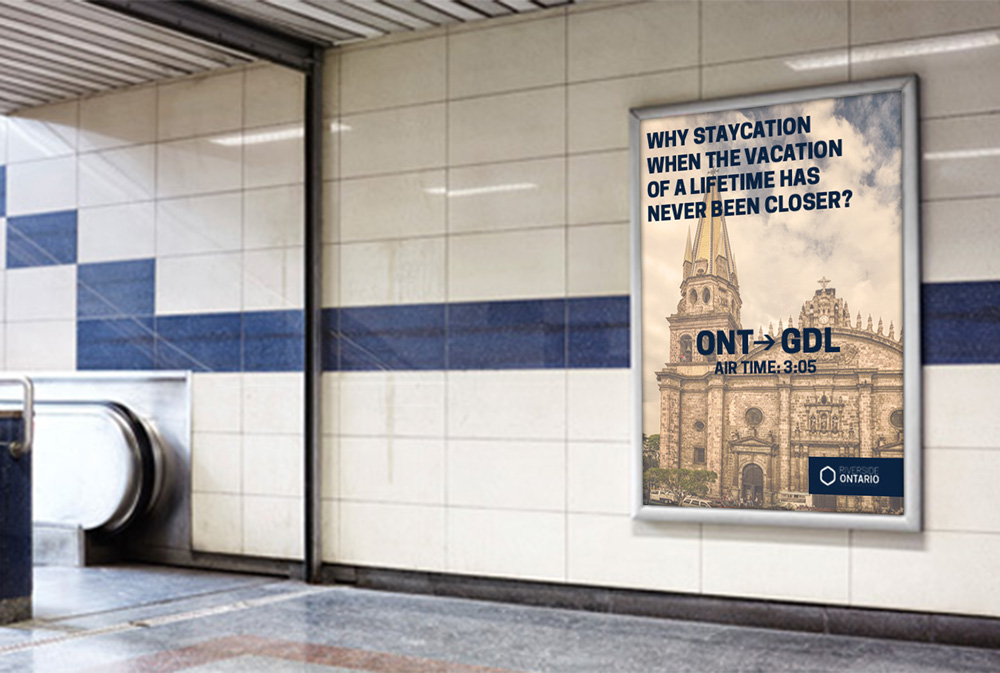 WHY STAYCATION
WHEN THE VACATION
OF A LIFETIME HAS
NEVER BEEN CLOSER?
ONT→GDL
AIR TIME: 3:05
RIVERSIDE
ONTARIO